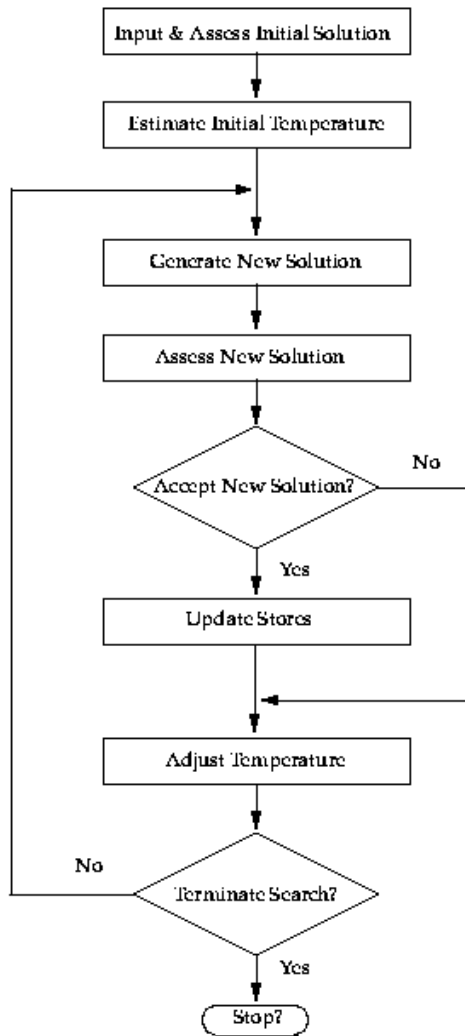 Input & Assess Initial Solution
Estimate Initial Temperature
Generate New Solution
Assess New Solution
Accept New Solution?
No
Yes
Update Stores
Adjust Temperature
No
Terminate Search?
Yes
Stop?